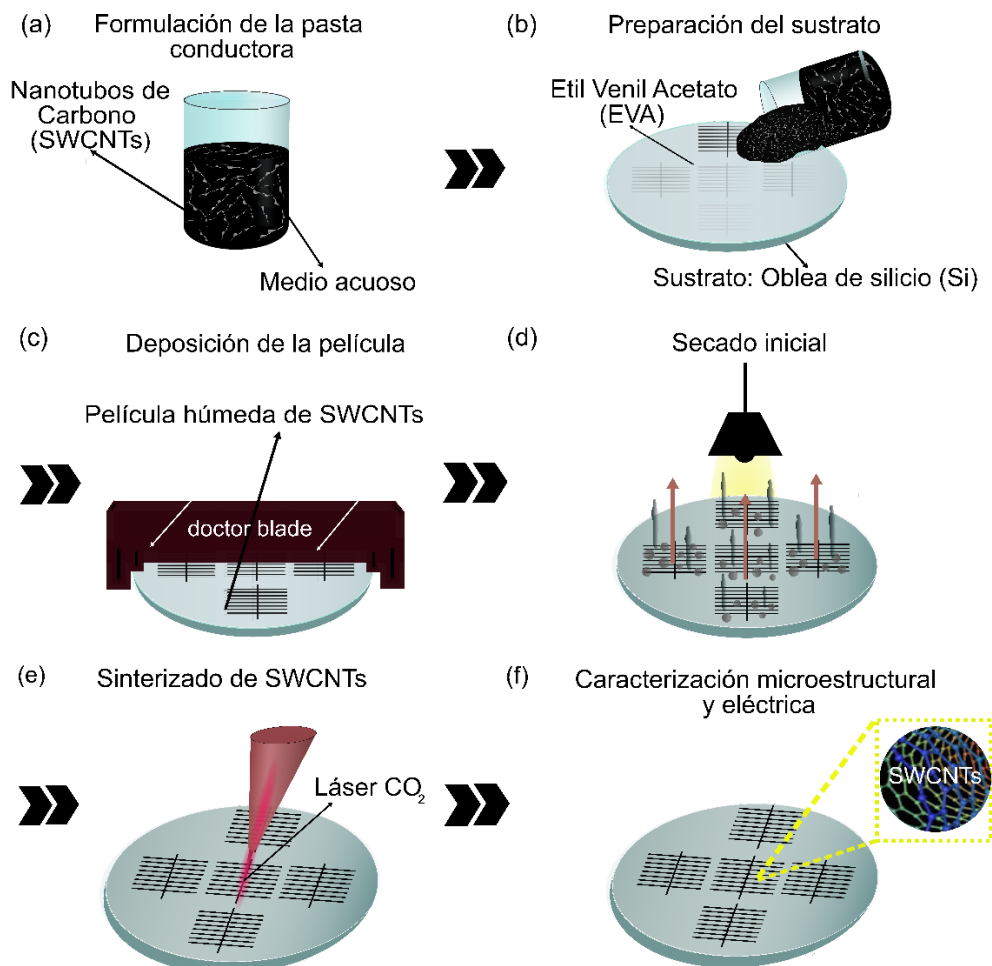 (a)
Formulación de la pasta
conductora
Nanotubos de
Carbono
(SWCNTs)
Medio acuoso
(b)
Preparación del sustrato
Etil Venil Acetato
(EVA)
Sustrato: Oblea de silicio (Si)
(c)
Deposición de la película
Película húmeda de SWCNTs
doctor blade
(d)
Secado inicial
(e)
Sinterizado de SWCNTs
Láser CO₂
(f)
Caracterización microestructural
y eléctrica
SWCNTs